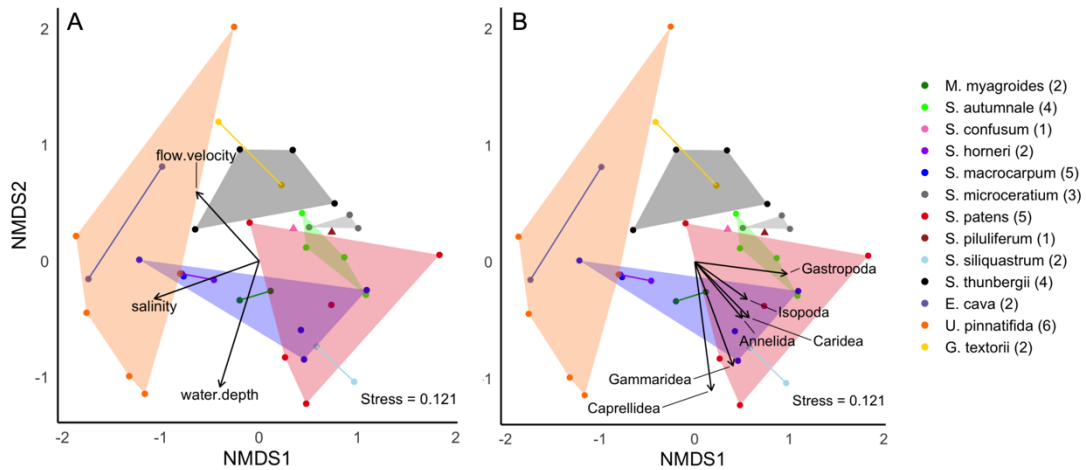 A
B
2
1
0
-1
NMDS2
flow.velocity
salinity
water.depth
Stress = 0.121
-2
-1
0
1
2
NMDS1
2
1
0
-1
Gastropoda
Isopoda
Caridea
Annelida
Gammaridea
Caprellidea
Stress = 0.121
-2
-1
0
1
2
NMDS1
M. myagroides (2)
S. autumnale (4)
S. confusum (1)
S. horneri (2)
S. macrocarpum (5)
S. microceratium (3)
S. patens (5)
S. piluliferum (1)
S. siliquastrum (2)
S. thunbergii (4)
E. cava (2)
U. pinnatifida (6)
G. textorii (2)